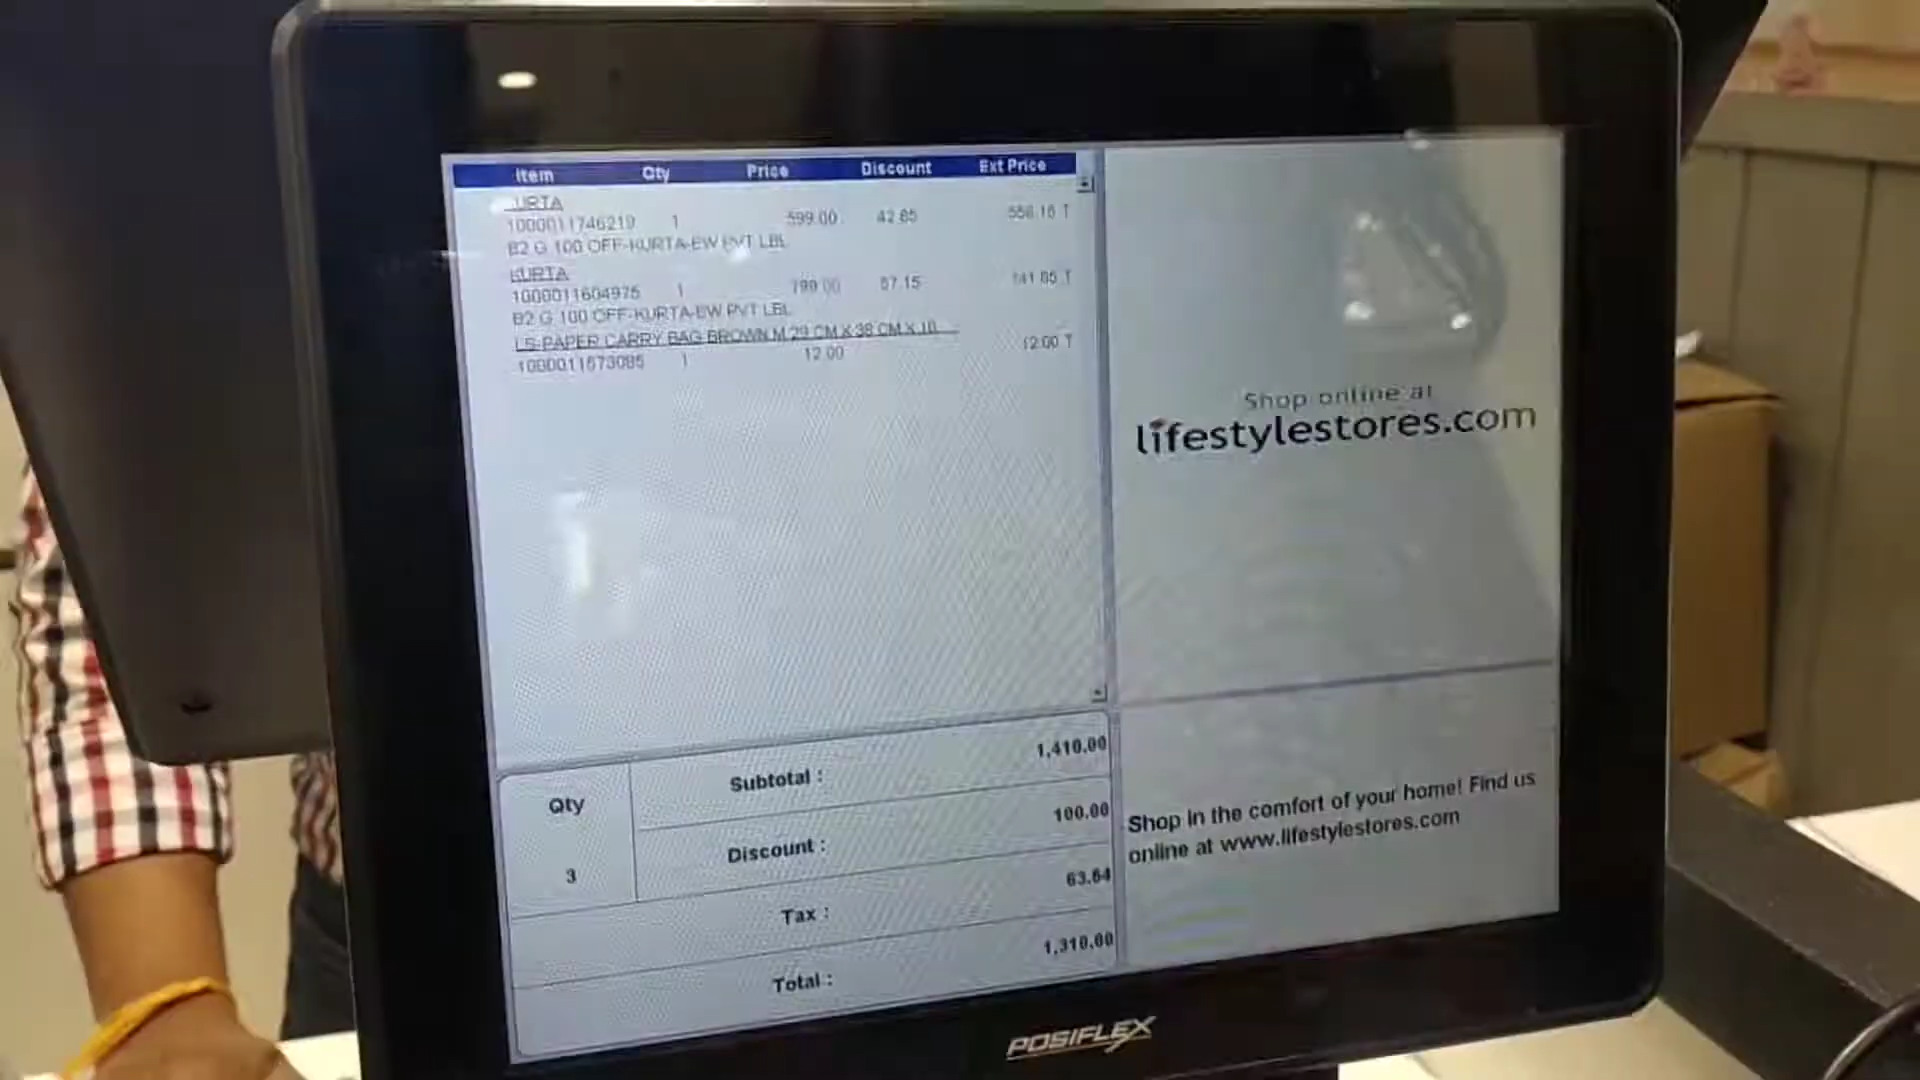 Item Qty Price Discount Ext Price
KURTA
1000011746219 1 599.00 42.85 556.15 T
B2 G 100 OFF-KURTA-EW PVT LBL
KURTA
1000011604975 1 799.00 57.15 741.85 T
B2 G 100 OFF-KURTA-EW PVT LBL
LS-PAPER CARRY BAG BROWN M 29 CM X 38 CM X 10
1000011573085 1 12.00 12.00 T
Shop online at
lifestylestores.com
Qty
3
Subtotal : 1,410.00
Discount : 100.00
Tax : 63.64
Total : 1,310.00
Shop in the comfort of your home! Find us
online at www.lifestylestores.com
POSIFLEX